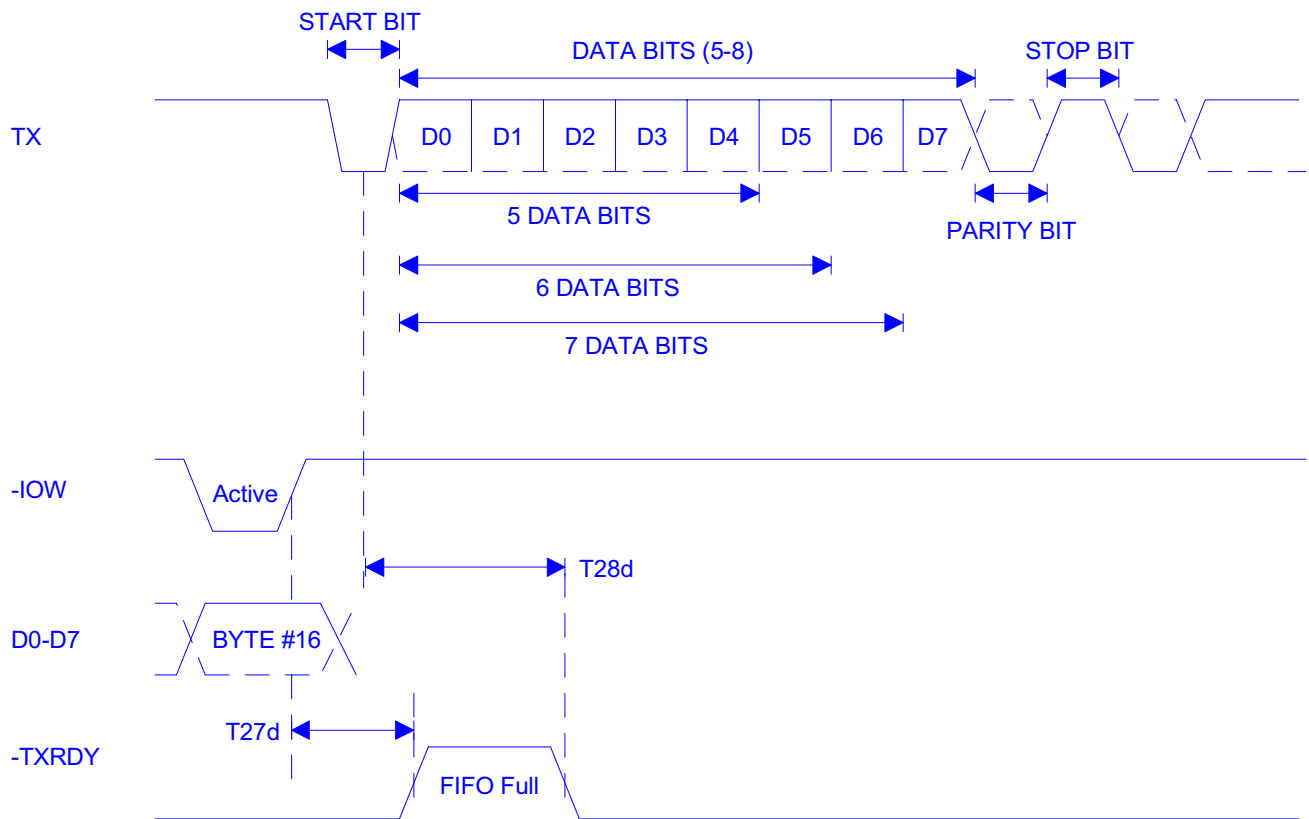 START BIT
DATA BITS (5-8)
STOP BIT
TX
D0 D1 D2 D3 D4 D5 D6 D7
5 DATA BITS
PARITY BIT
6 DATA BITS
7 DATA BITS
-IOW
Active
T28d
D0-D7
BYTE #16
T27d
-TXRDY
FIFO Full